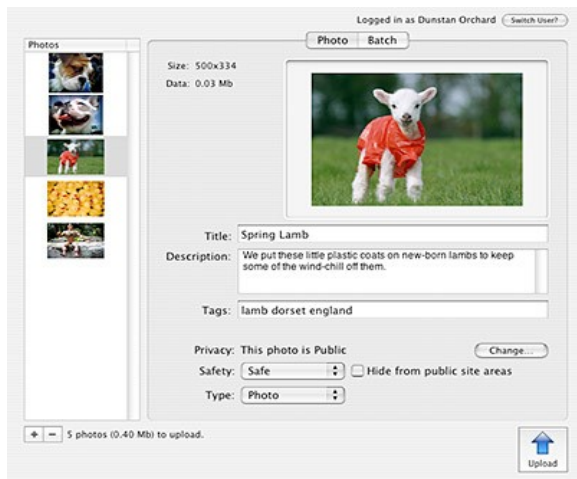 Logged in as Dunstan Orchard Switch User?
Photos
Photo Batch
Size: 500x334
Data: 0.03 Mb
Title: Spring Lamb
Description: We put these little plastic coats on new-born lambs to keep
some of the wind-chill off them.
Tags: lamb dorset england
Privacy: This photo is Public Change...
Safety: Safe Hide from public site areas
Type: Photo
+ − 5 photos (0.40 Mb) to upload.
Upload